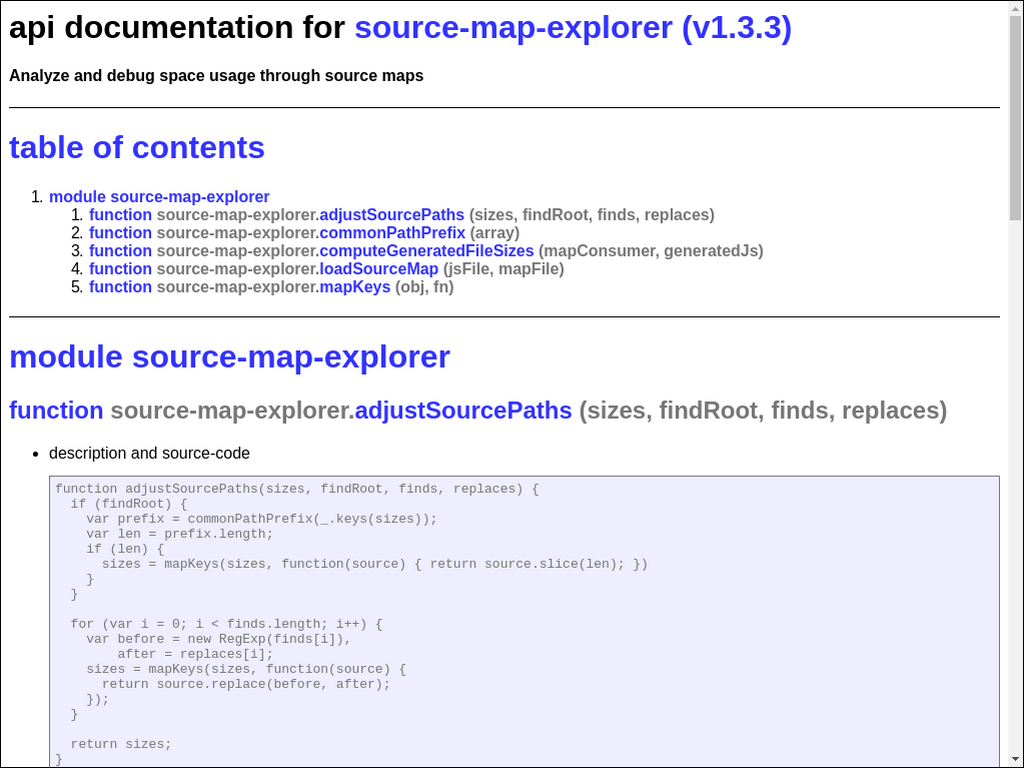 api documentation for source-map-explorer (v1.3.3)
Analyze and debug space usage through source maps
table of contents
1. module source-map-explorer
1. function source-map-explorer.adjustSourcePaths (sizes, findRoot, finds, replaces)
2. function source-map-explorer.commonPathPrefix (array)
3. function source-map-explorer.computeGeneratedFileSizes (mapConsumer, generatedJs)
4. function source-map-explorer.loadSourceMap (jsFile, mapFile)
5. function source-map-explorer.mapKeys (obj, fn)
module source-map-explorer
function source-map-explorer.adjustSourcePaths (sizes, findRoot, finds, replaces)
• description and source-code
function adjustSourcePaths(sizes, findRoot, finds, replaces) {
  if (findRoot) {
    var prefix = commonPathPrefix(_.keys(sizes));
    var len = prefix.length;
    if (len) {
      sizes = mapKeys(sizes, function(source) { return source.slice(len); })
    }
  }

  for (var i = 0; i < finds.length; i++) {
    var before = new RegExp(finds[i]),
        after = replaces[i];
    sizes = mapKeys(sizes, function(source) {
      return source.replace(before, after);
    });
  }

  return sizes;
}